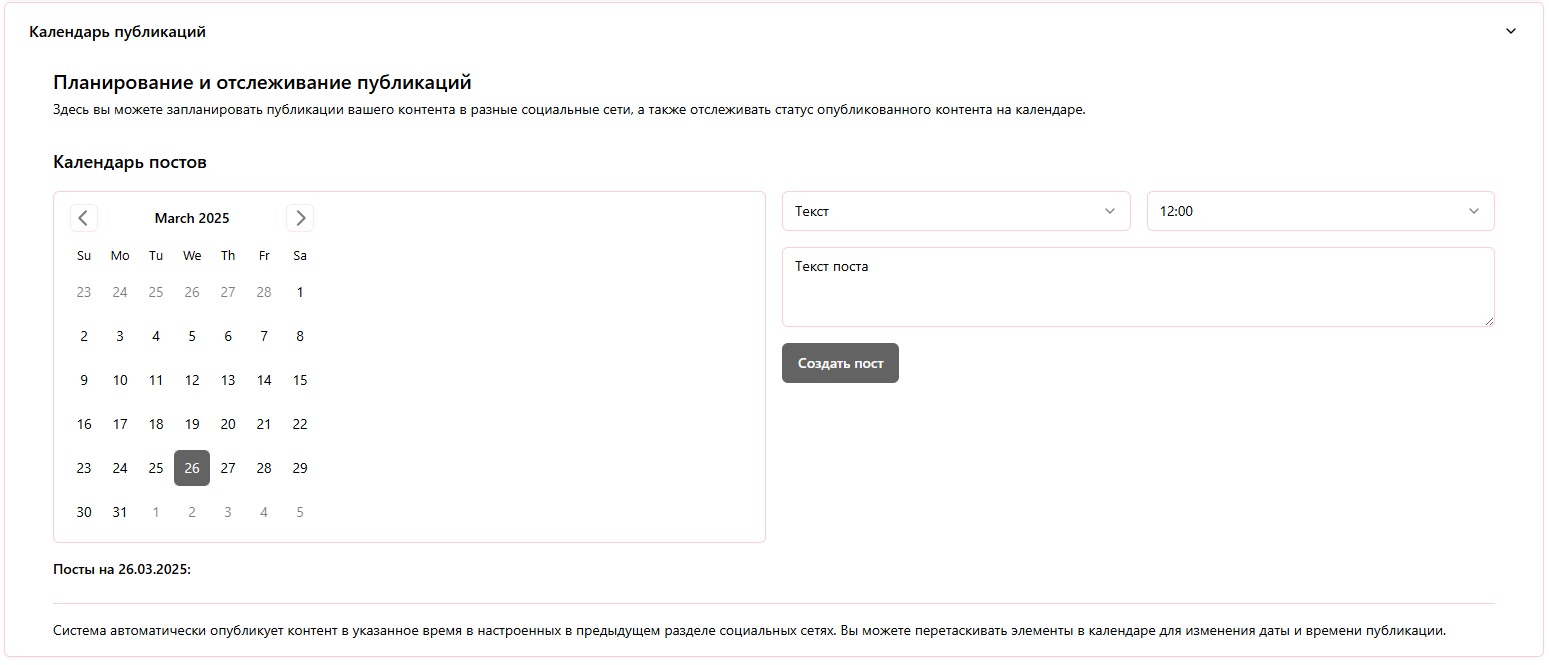 Календарь публикаций
Планирование и отслеживание публикаций
Здесь вы можете запланировать публикации вашего контента в разные социальные сети, а также отслеживать статус опубликованного контента на календаре.
Календарь постов
March 2025
Su Mo Tu We Th Fr Sa
23 24 25 26 27 28 1
2 3 4 5 6 7 8
9 10 11 12 13 14 15
16 17 18 19 20 21 22
23 24 25 26 27 28 29
30 31 1 2 3 4 5
Текст
12:00
Текст поста
Создать пост
Посты на 26.03.2025:
Система автоматически опубликует контент в указанное время в настроенных в предыдущем разделе социальных сетях. Вы можете перетаскивать элементы в календаре для изменения даты и времени публикации.